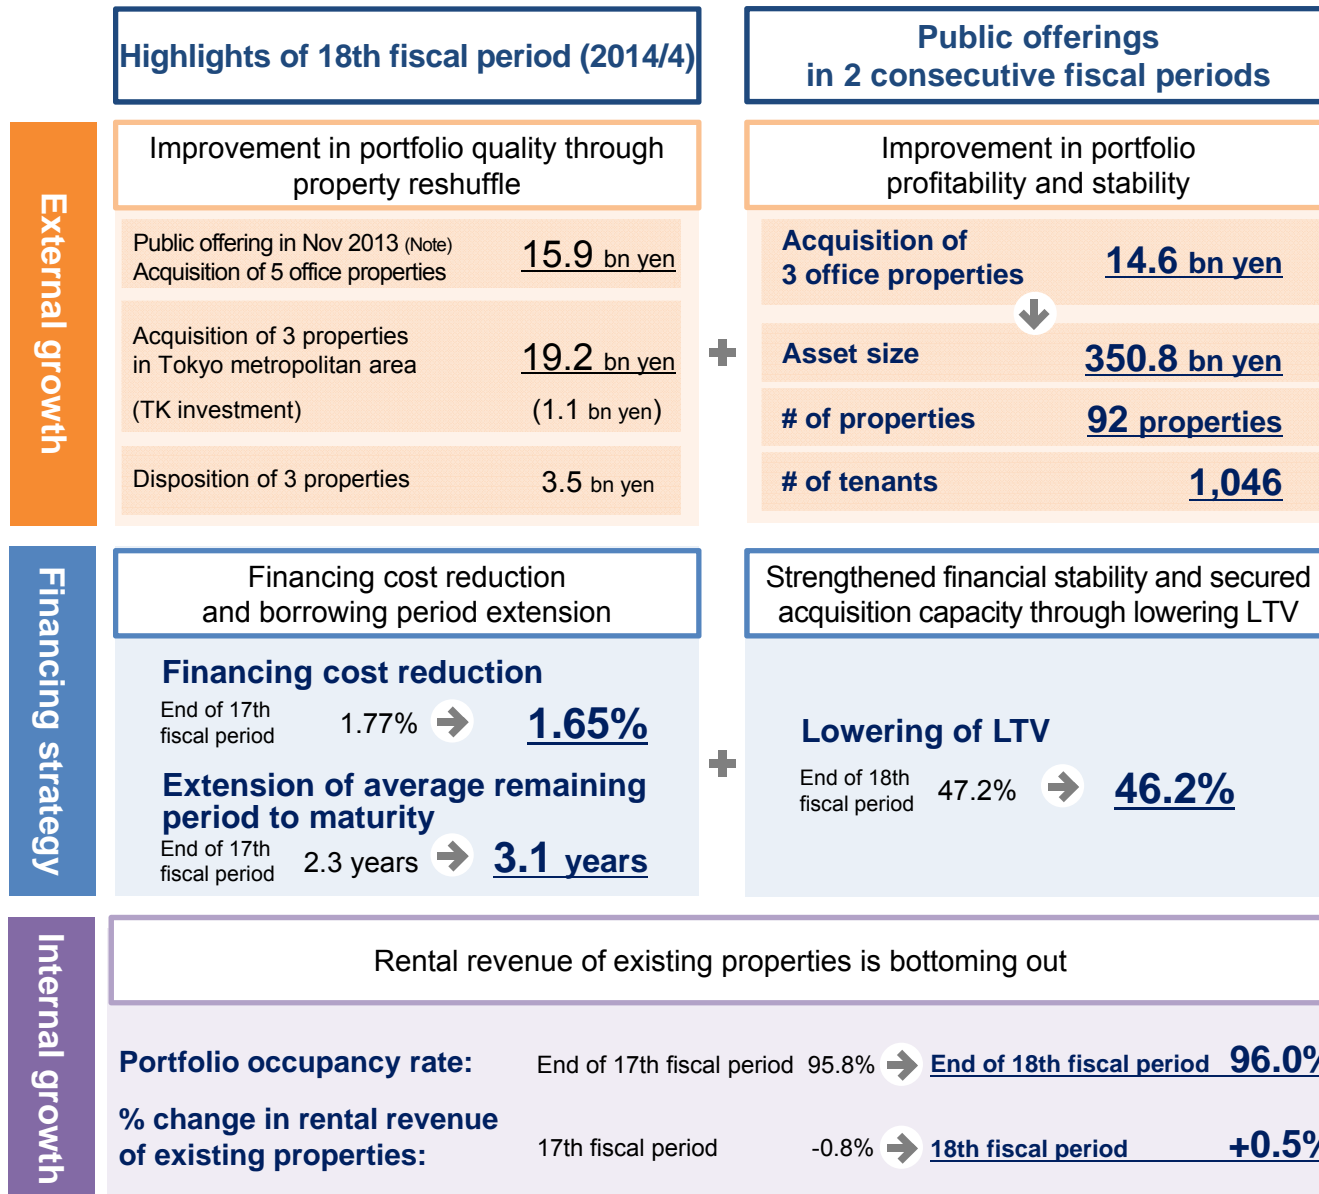 Highlights of 18th fiscal period (2014/4)
Public offerings
in 2 consecutive fiscal periods
External growth
Improvement in portfolio quality through
property reshuffle
Public offering in Nov 2013 (Note)
Acquisition of 5 office properties
15.9 bn yen
Acquisition of 3 properties
in Tokyo metropolitan area
19.2 bn yen
(TK investment)
(1.1 bn yen)
Disposition of 3 properties
3.5 bn yen
Improvement in portfolio
profitability and stability
Acquisition of
3 office properties
14.6 bn yen
Asset size
350.8 bn yen
# of properties
92 properties
# of tenants
1,046
Financing strategy
Financing cost reduction
and borrowing period extension
Financing cost reduction
End of 17th
fiscal period
1.77%
1.65%
Extension of average remaining
period to maturity
End of 17th
fiscal period
2.3 years
3.1 years
Strengthened financial stability and secured
acquisition capacity through lowering LTV
Lowering of LTV
End of 18th
fiscal period
47.2%
46.2%
Internal growth
Rental revenue of existing properties is bottoming out
Portfolio occupancy rate:
End of 17th fiscal period 95.8%
End of 18th fiscal period 96.0%
% change in rental revenue
of existing properties:
17th fiscal period -0.8%
18th fiscal period +0.5%